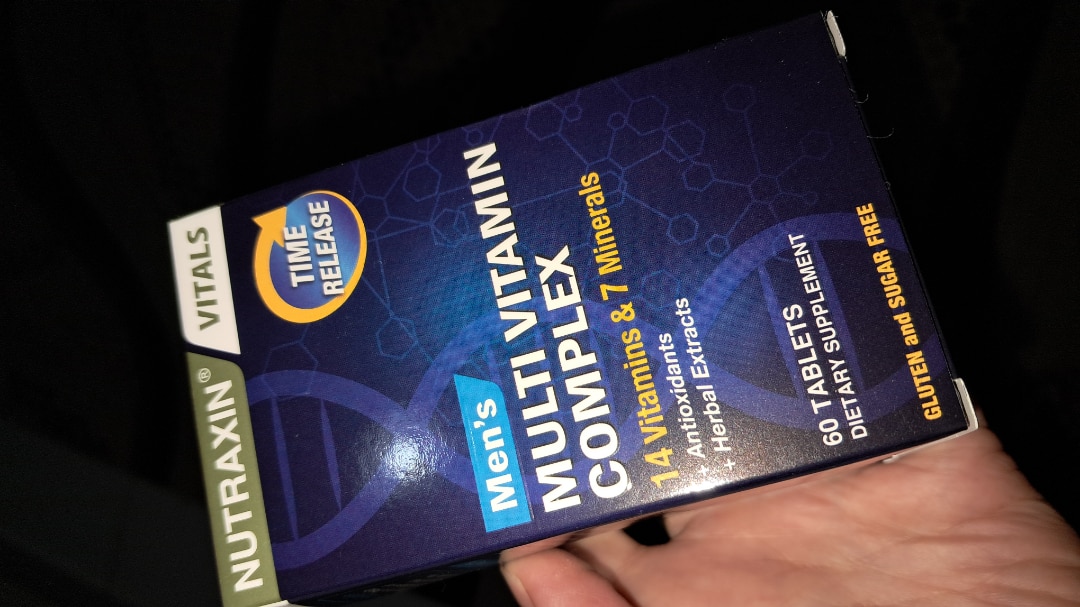 NUTRAXIN® VITALS
TIME
RELEASE
Men's
MULTI VITAMIN
COMPLEX
14 Vitamins & 7 Minerals
+ Antioxidants
+ Herbal Extracts
60 TABLETS
DIETARY SUPPLEMENT
GLUTEN and SUGAR FREE